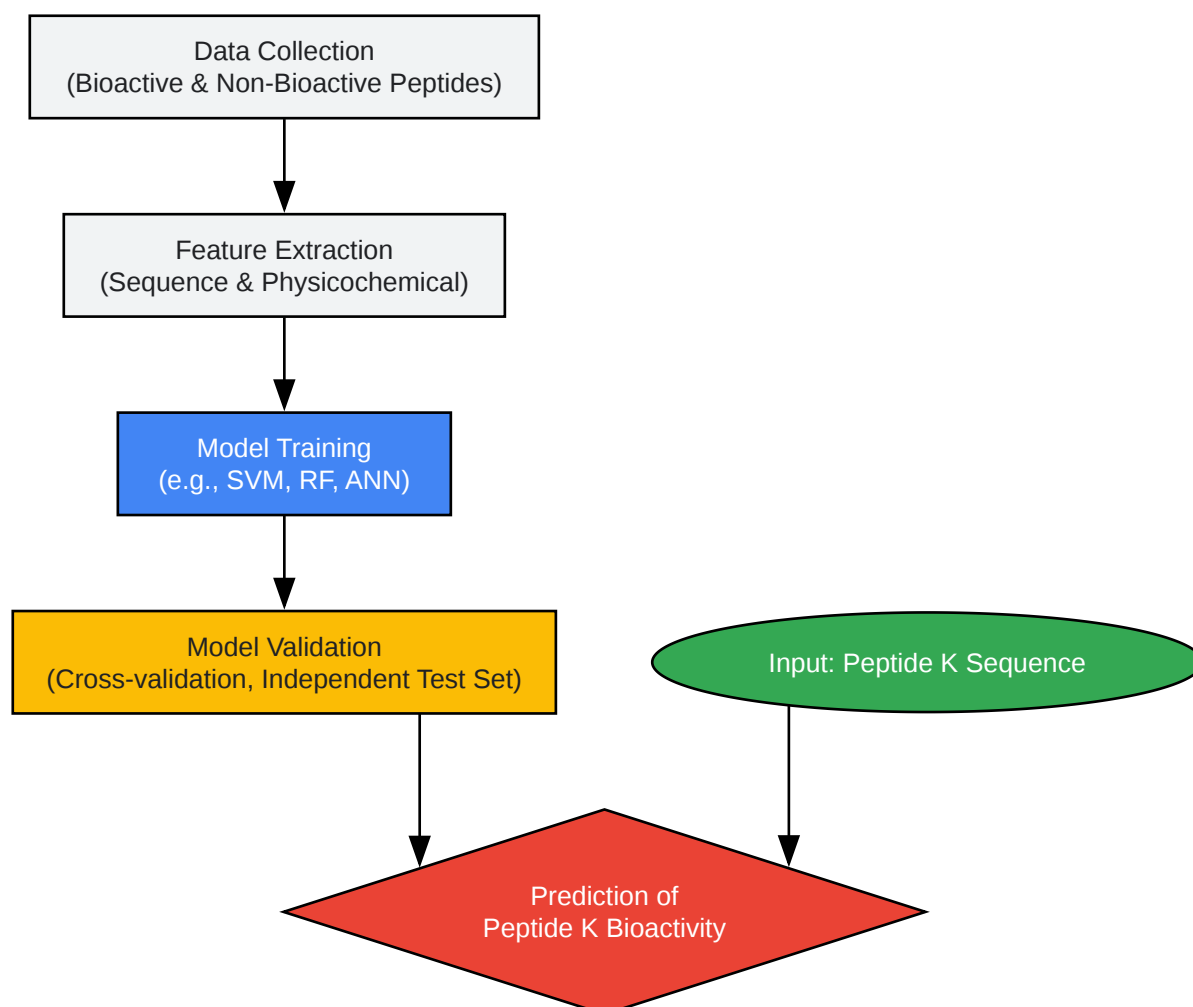 Data Collection
(Bioactive & Non-Bioactive Peptides)
Feature Extraction
(Sequence & Physicochemical)
Model Training
(e.g., SVM, RF, ANN)
Model Validation
(Cross-validation, Independent Test Set)
Input: Peptide K Sequence
Prediction of
Peptide K Bioactivity